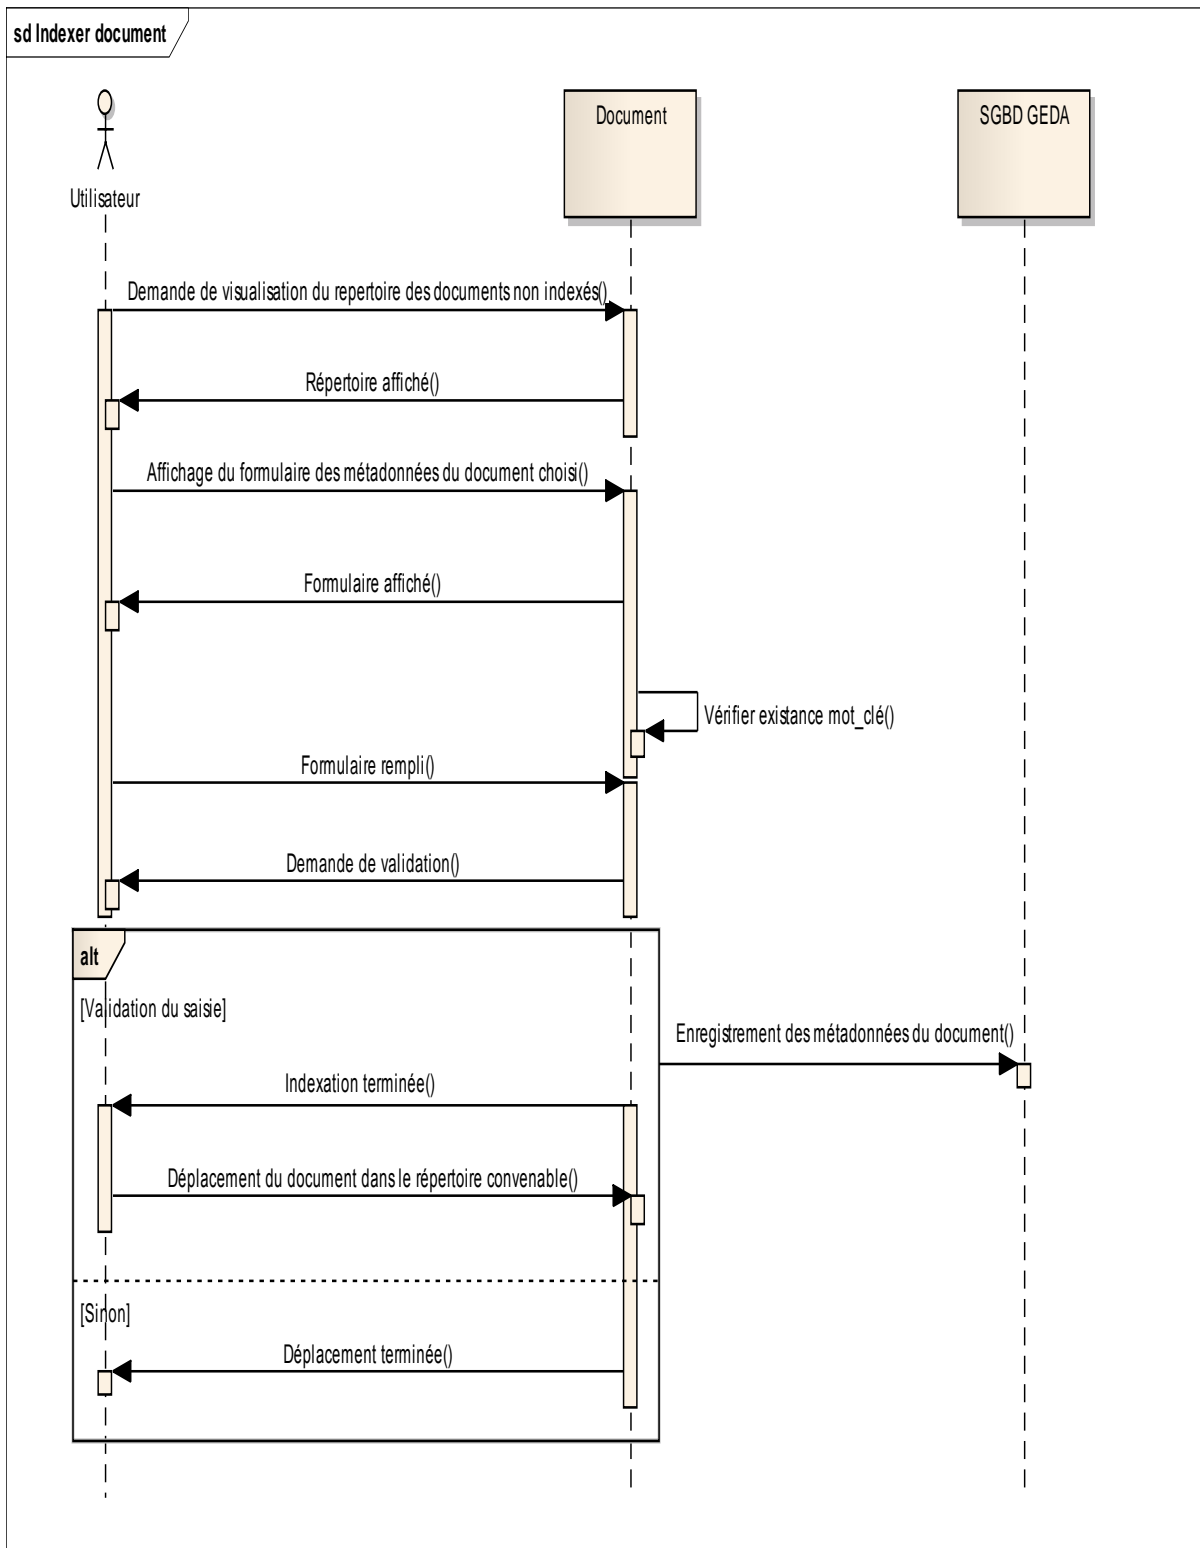 sd Indexer document
Utilisateur
Document
SGBD GEDA
Demande de visualisation du repertoire des documents non indexés()
Répertoire affiché()
Affichage du formulaire des métadonnées du document choisi()
Formulaire affiché()
Vérifier existance mot_clé()
Formulaire rempli()
Demande de validation()
alt
[Validation du saisie]
Enregistrement des métadonnées du document()
Indexation terminée()
Déplacement du document dans le répertoire convenable()
[Sinon]
Déplacement terminée()